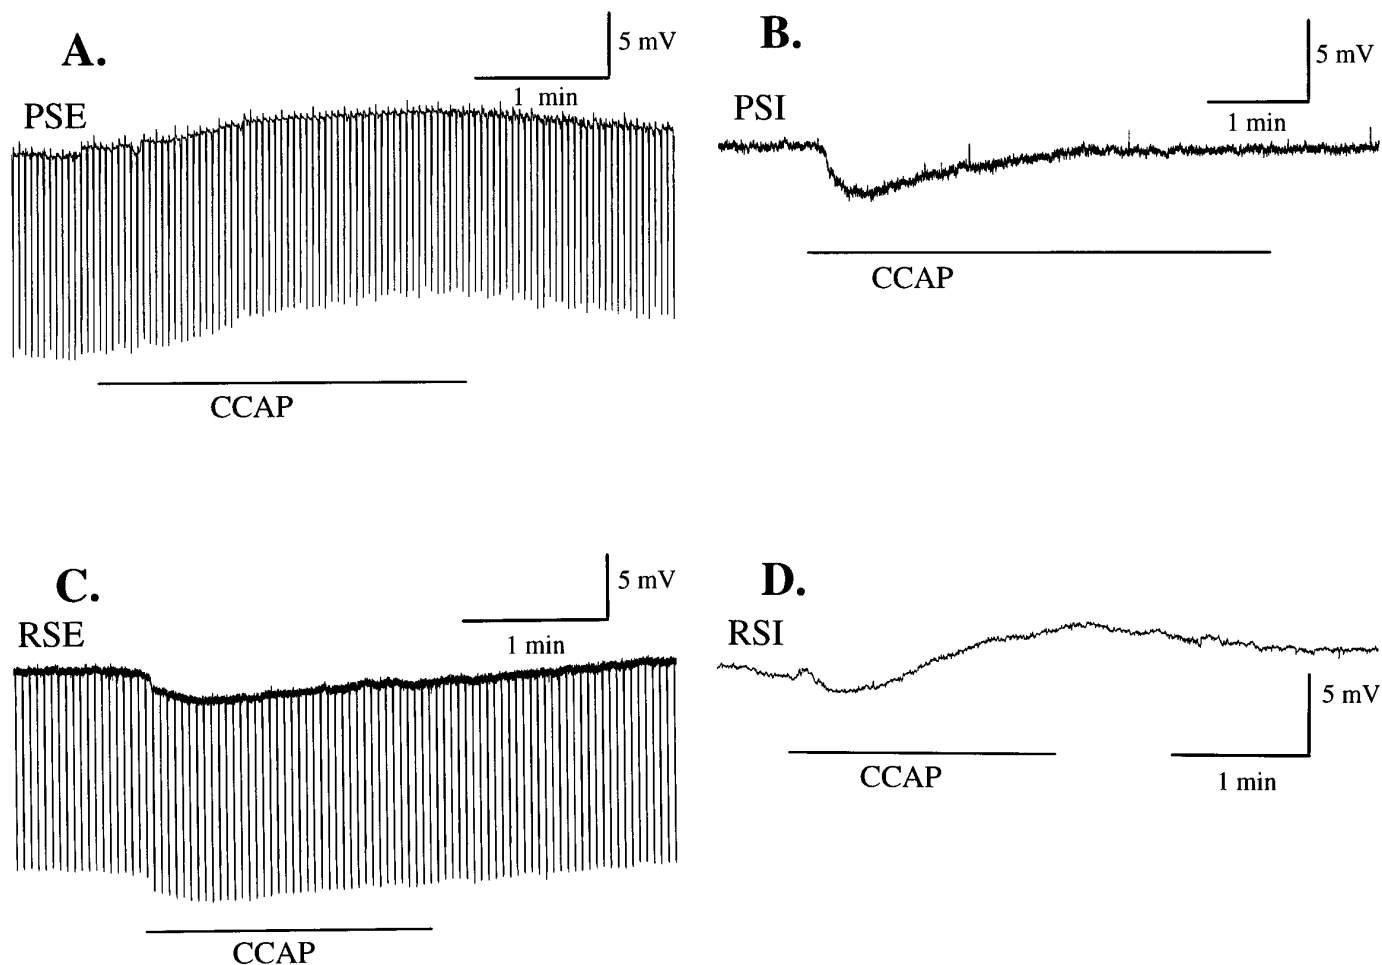 A.
5 mV
1 min
PSE
CCAP
B.
5 mV
1 min
PSI
CCAP
C.
5 mV
1 min
RSE
CCAP
D.
RSI
5 mV
1 min
CCAP